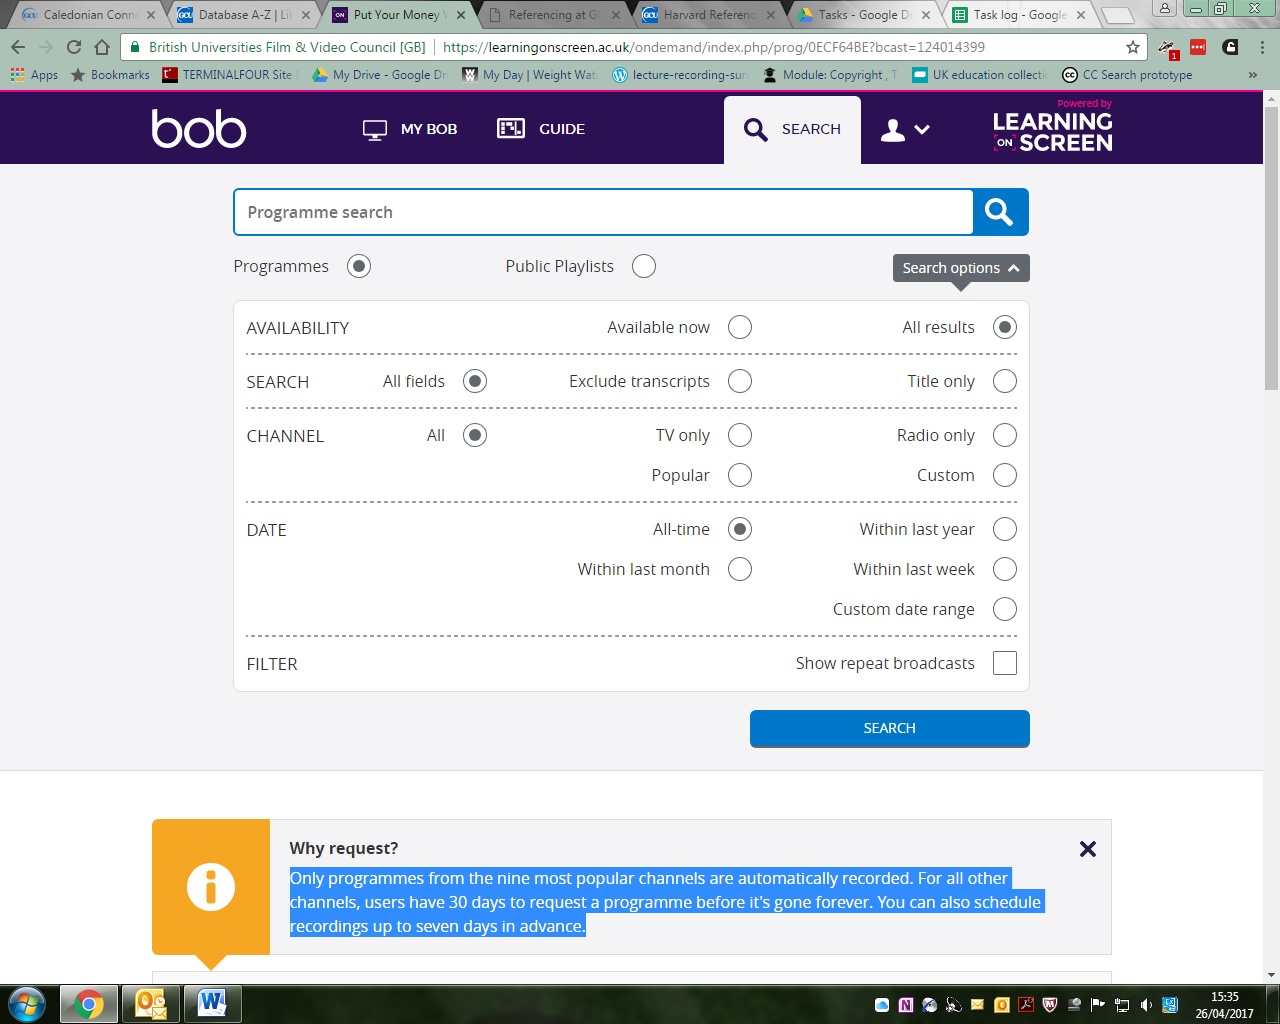 Caledonian Conn
Database A-Z | Lil
Put Your Money V
Referencing at GC
Harvard Referenc
Tasks - Google D
Task log - Google
British Universities Film & Video Council [GB]
https://learningonscreen.ac.uk/ondemand/index.php/prog/0ECF64BE?bcast=124014399
1
Apps
Bookmarks
TERMINALFOUR Site
My Drive - Google Dr
My Day | Weight Wat
lecture-recording-sur
Module: Copyright , T
UK education collecti
CC Search prototype
»
bob
MY BOB
GUIDE
SEARCH
Powered by
LEARNING
ON SCREEN
Programme search
Programmes
Public Playlists
Search options
AVAILABILITY
Available now
All results
SEARCH
All fields
Exclude transcripts
Title only
CHANNEL
All
TV only
Radio only
Popular
Custom
DATE
All-time
Within last year
Within last month
Within last week
Custom date range
FILTER
Show repeat broadcasts
SEARCH
Why request?
Only programmes from the nine most popular channels are automatically recorded. For all other
channels, users have 30 days to request a programme before it's gone forever. You can also schedule
recordings up to seven days in advance.
15:35
26/04/2017